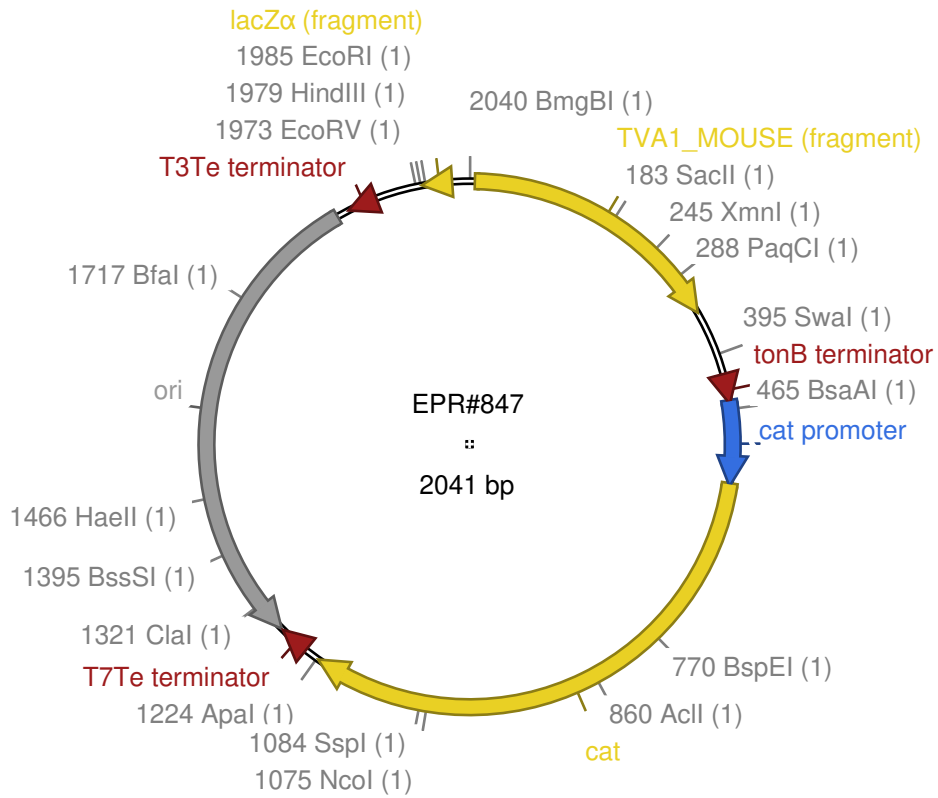 lacZα (fragment)
1985 EcoRI (1)
1979 HindIII (1)
1973 EcoRV (1)
T3Te terminator
2040 BmgBI (1)
TVA1_MOUSE (fragment)
183 SacII (1)
245 XmnI (1)
288 PaqCI (1)
395 SwaI (1)
tonB terminator
465 BsaAI (1)
cat promoter
1717 BfaI (1)
ori
EPR#847
2041 bp
1466 HaeII (1)
1395 BssSI (1)
1321 ClaI (1)
T7Te terminator
1224 ApaI (1)
1084 SspI (1)
1075 NcoI (1)
770 BspEI (1)
860 AclI (1)
cat